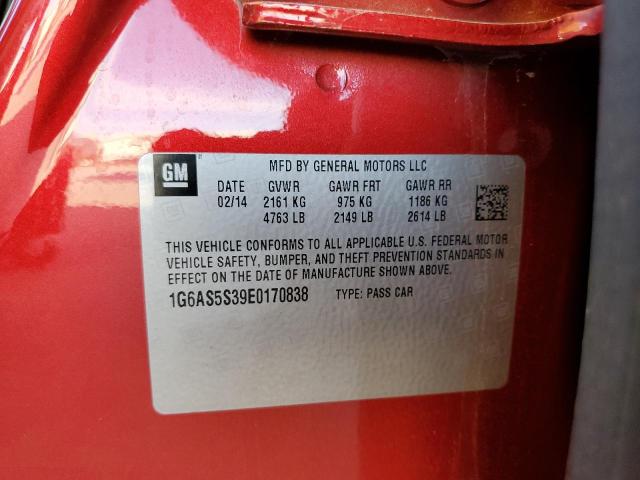 GM
MFD BY GENERAL MOTORS LLC
DATE GVWR GAWR FRT GAWR RR
02/14 2161 KG 975 KG 1186 KG
4763 LB 2149 LB 2614 LB
THIS VEHICLE CONFORMS TO ALL APPLICABLE U.S. FEDERAL MOTOR
VEHICLE SAFETY, BUMPER, AND THEFT PREVENTION STANDARDS IN
EFFECT ON THE DATE OF MANUFACTURE SHOWN ABOVE.
1G6AS5S39E0170838 TYPE: PASS CAR